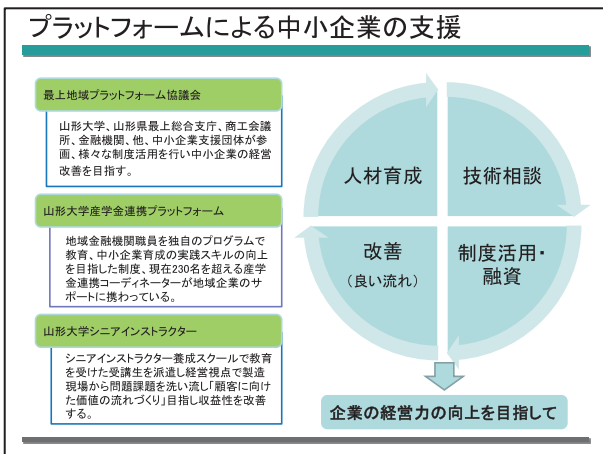 プラットフォームによる中小企業の支援
最上地域プラットフォーム協議会
山形大学、山形県最上総合支庁、商工会議
所、金融機関、他、中小企業支援団体が参
画、様々な制度活用を行い中小企業の経営
改善を目指す。
山形大学産学金連携プラットフォーム
地域金融機関職員を独自のプログラムで
教育、中小企業育成の実践スキルの向上
を目指した制度、現在230名を超える産学
金連携コーディネーターが地域企業のサ
ポートに携わっている。
山形大学シニアインストラクター
シニアインストラクター養成スクールで教育
を受けた受講生を派遣し経営視点で製造
現場から問題課題を洗い流し「顧客に向け
た価値の流れづくり」目指し収益性を改善
する。
人材育成
技術相談
改善
(良い流れ)
制度活用・
融資
企業の経営力の向上を目指して